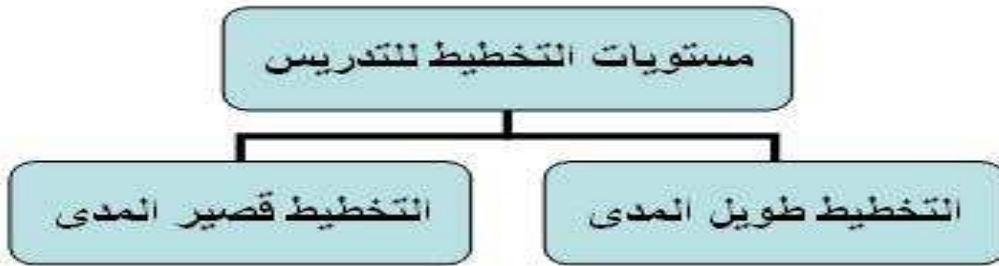 مستويات التخطيط للتدريس
التخطيط طويل المدى
التخطيط قصير المدى